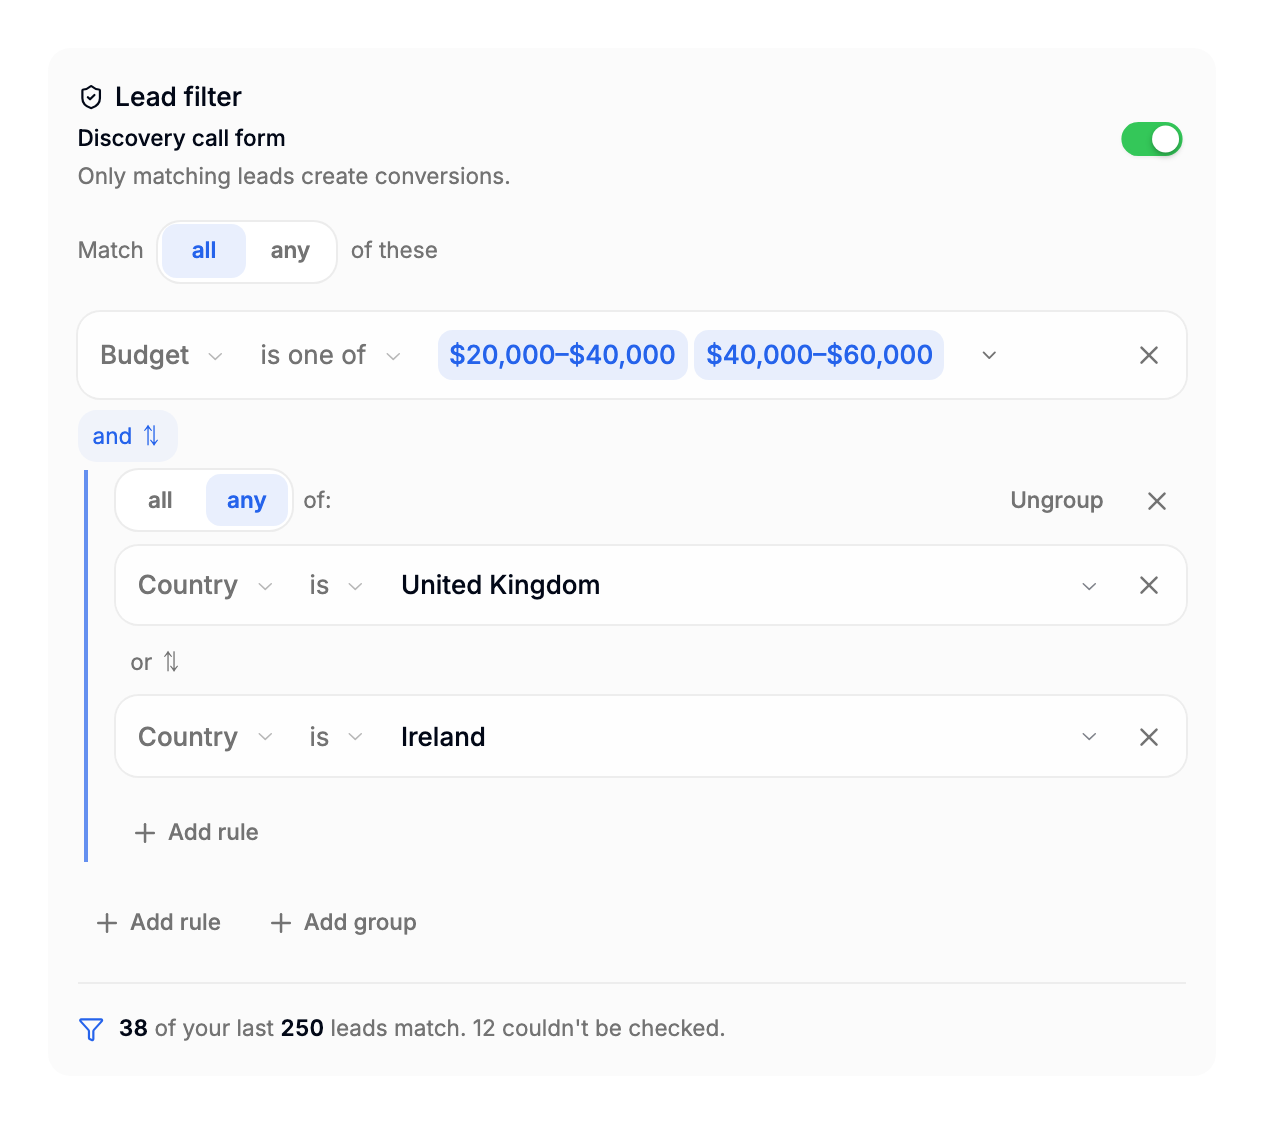 Lead filter
Discovery call form
Only matching leads create conversions.
Match all any of these
Budget is one of $20,000–$40,000 $40,000–$60,000
and
all any of: Ungroup
Country is United Kingdom
or
Country is Ireland
Add rule
Add rule Add group
38 of your last 250 leads match. 12 couldn't be checked.